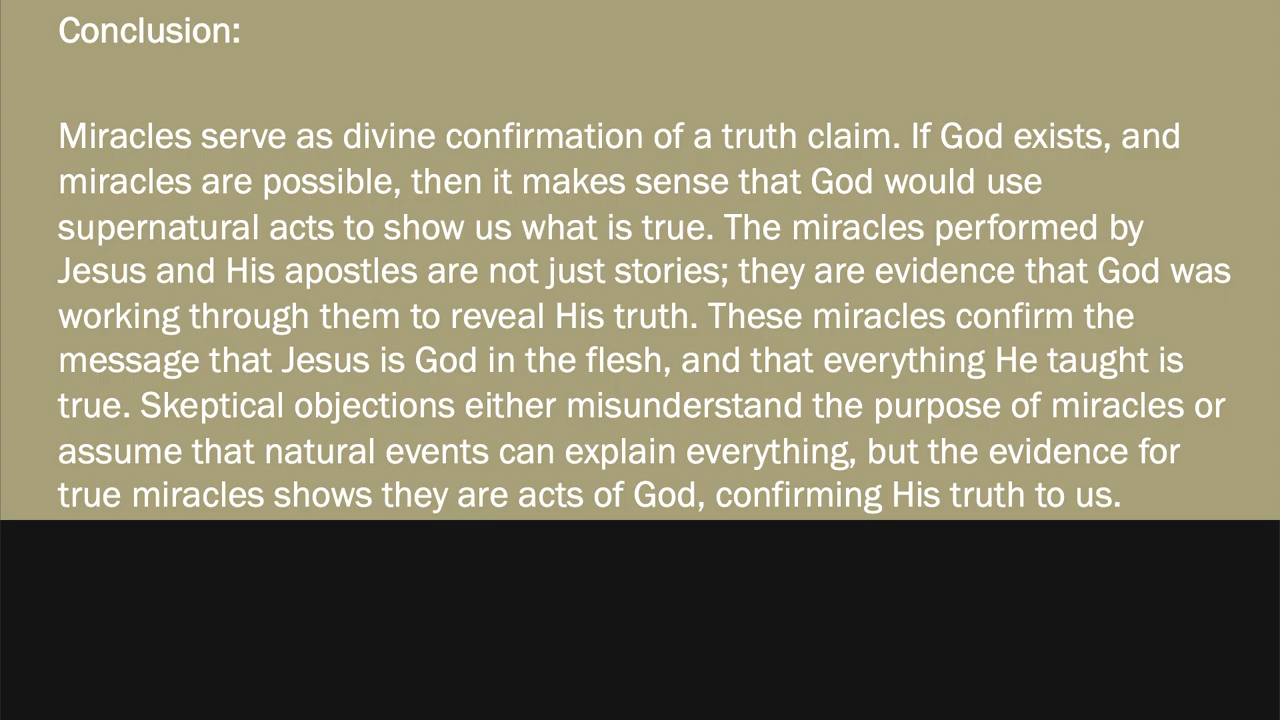 Conclusion:
Miracles serve as divine confirmation of a truth claim. If God exists, and
miracles are possible, then it makes sense that God would use
supernatural acts to show us what is true. The miracles performed by
Jesus and His apostles are not just stories; they are evidence that God was
working through them to reveal His truth. These miracles confirm the
message that Jesus is God in the flesh, and that everything He taught is
true. Skeptical objections either misunderstand the purpose of miracles or
assume that natural events can explain everything, but the evidence for
true miracles shows they are acts of God, confirming His truth to us.